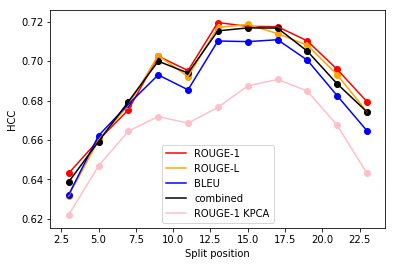 0.72
0.70
0.68
0.66
0.64
0.62
HCC
ROUGE-1
ROUGE-L
BLEU
combined
ROUGE-1 KPCA
2.5 5.0 7.5 10.0 12.5 15.0 17.5 20.0 22.5
Split position